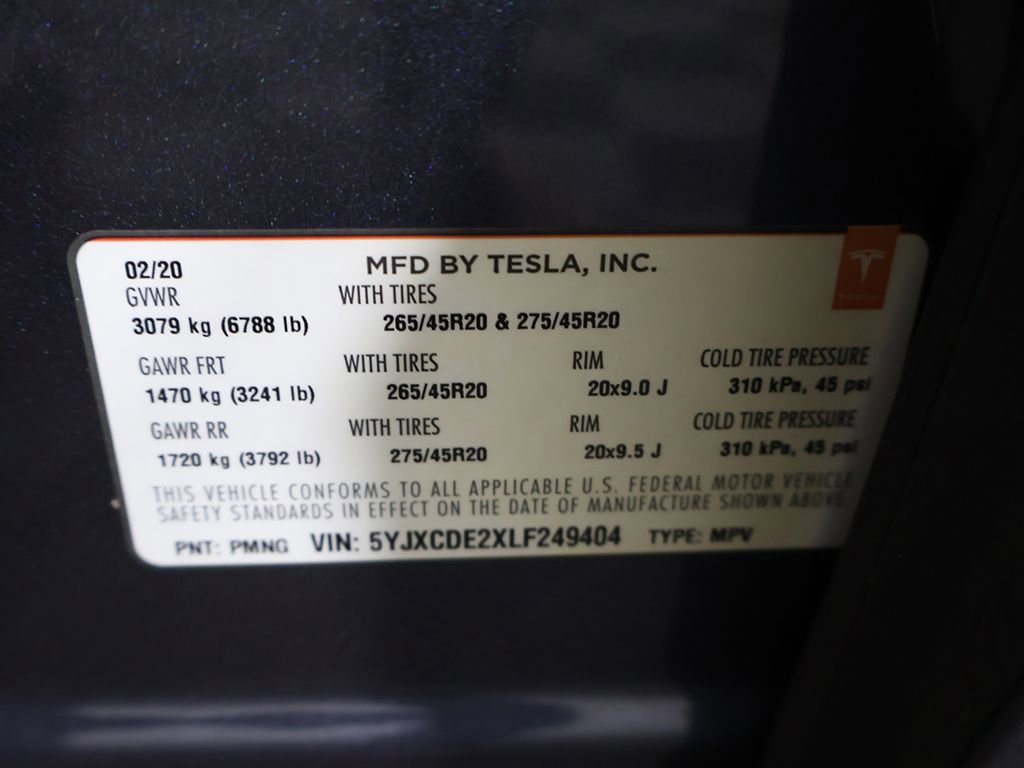 02/20 MFD BY TESLA, INC.
GVWR WITH TIRES
3079 kg (6788 lb) 265/45R20 & 275/45R20
GAWR FRT WITH TIRES RIM COLD TIRE PRESSURE
1470 kg (3241 lb) 265/45R20 20x9.0 J 310 kPa, 45 psi
GAWR RR WITH TIRES RIM COLD TIRE PRESSURE
1720 kg (3792 lb) 275/45R20 20x9.5 J 310 kPa, 45 psi
THIS VEHICLE CONFORMS TO ALL APPLICABLE U.S. FEDERAL MOTOR VEHICLE
SAFETY STANDARDS IN EFFECT ON THE DATE OF MANUFACTURE SHOWN ABOVE.
PNT: PMNG VIN: 5YJXCDE2XLF249404 TYPE: MPV
TESLA